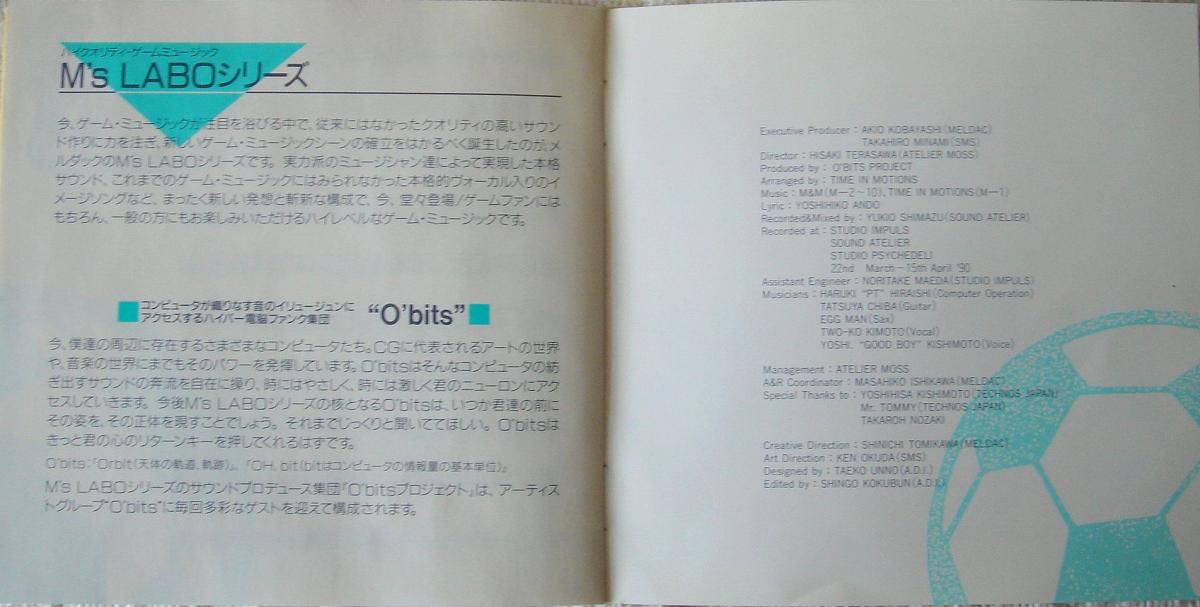 ハイクオリティ・ゲームミュージック
M's LABOシリーズ
今、ゲーム・ミュージックが注目を浴びる中で、従来にはなかったクオリティの高いサウン
ド作りに力を注ぎ、新しいゲーム・ミュージックシーンの確立をはかるべく誕生したのが、メ
ルダックのM's LABOシリーズです。実力派のミュージシャン達によって実現した本格
サウンド、これまでのゲーム・ミュージックにはみられなかった本格的ヴォーカル入りのイ
メージソングなど、まったく新しい発想と斬新な構成で、今、堂々登場!ゲームファンには
もちろん、一般の方にもお楽しみいただけるハイレベルなゲーム・ミュージックです。
コンピュータが織りなす音のイリュージュンに
アクセスするハイパー電脳ファンク集団 “O'bits”
今、僕達の周辺に存在するさまざまなコンピュータたち。CGに代表されるアートの世界
や、音楽の世界にまでもそのパワーを発揮しています。O'bitsはそんなコンピュータの紡
ぎ出すサウンドの奔流を自在に操り、時にはやさしく、時には激しく君のニューロンにアク
セスしていきます。今後M's LABOシリーズの核となるO'bitsは、いつか君達の前に
その姿を、その正体を現すことでしょう。それまでじっくりと聞いててほしい。O'bitsは
きっと君の心のリターンキーを押してくれるはずです。
O'bits:「Orbit(天体の軌道、軌跡)」、「OH, bit(bitはコンピュータの情報量の基本単位)」
M's LABOシリーズのサウンドプロデュース集団「O'bitsプロジェクト」は、アーティス
トグループ“O'bits”に毎回多彩なゲストを迎えて構成されます。
Executive Producer : AKIO KOBAYASHI(MELDAC)
TAKAHIRO MINAMI(SMS)
Director : HISAKI TERASAWA(ATELIER MOSS)
Produced by : O'BITS PROJECT
Arranged by : TIME IN MOTIONS
Music : M&M(M-2~10), TIME IN MOTIONS(M-1)
Lyric : YOSHIHIKO ANDO
Recorded&Mixed by : YUKIO SHIMAZU(SOUND ATELIER)
Recorded at : STUDIO IMPULS
SOUND ATELIER
STUDIO PSYCHEDELI
22nd March-15th April '90
Assistant Engineer : NORITAKE MAEDA(STUDIO IMPULS)
Musicians : HARUKI “PT” HIRAISHI(Computer Operation)
TATSUYA CHIBA(Guitar)
EGG MAN(Sax)
TWO-KO KIMOTO(Vocal)
YOSHI. “GOOD BOY” KISHIMOTO(Voice)
Management : ATELIER MOSS
A&R Coordinator : MASAHIKO ISHIKAWA(MELDAC)
Special Thanks to : YOSHIHISA KISHIMOTO(TECHNOS JAPAN)
Mr. TOMMY(TECHNOS JAPAN)
TAKAROH NOZAKI
Creative Direction : SHINICHI TOMIKAWA(MELDAC)
Art Direction : KEN OKUDA(SMS)
Designed by : TAEKO UNNO(A.D.I.)
Edited by : SHINGO KOKUBUN(A.D.I.)